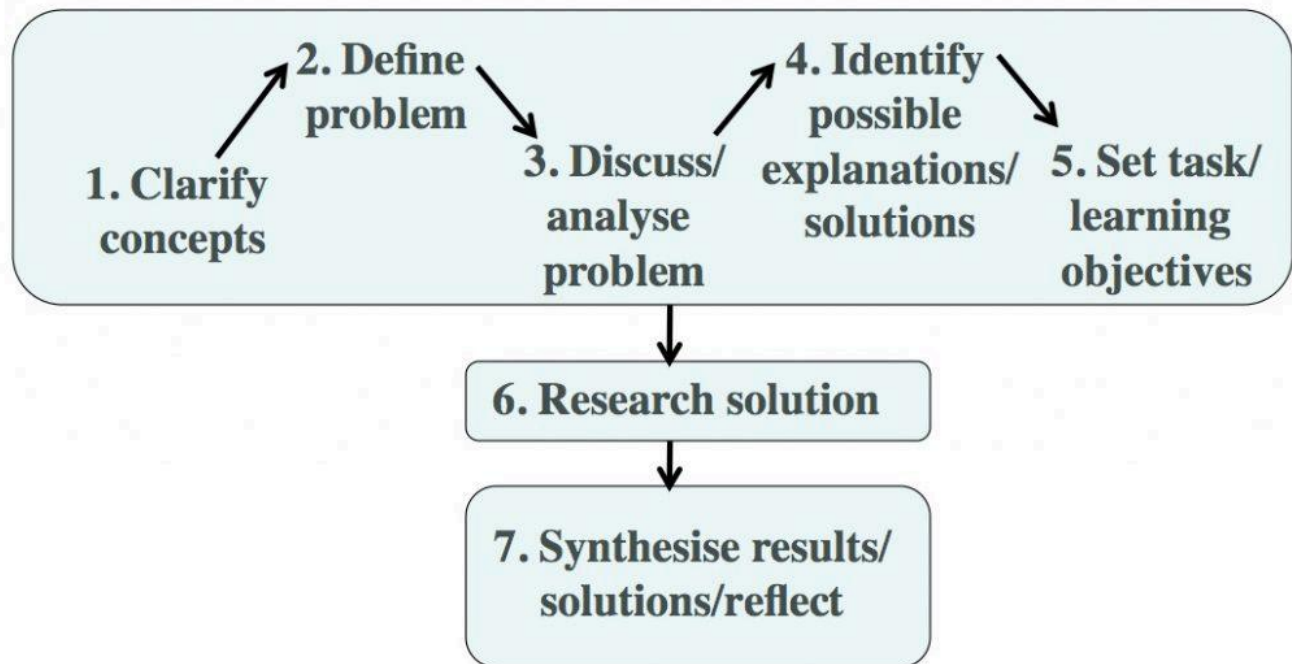 1. Clarify
concepts
2. Define
problem
3. Discuss/
analyse
problem
4. Identify
possible
explanations/
solutions
5. Set task/
learning
objectives
6. Research solution
7. Synthesise results/
solutions/reflect